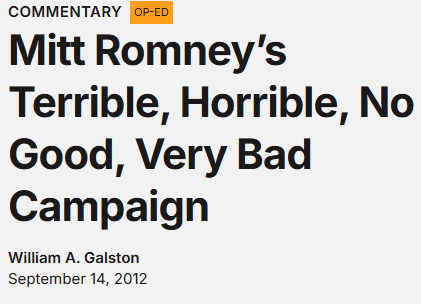 COMMENTARY OP-ED
Mitt Romney’s
Terrible, Horrible, No
Good, Very Bad
Campaign
William A. Galston
September 14, 2012